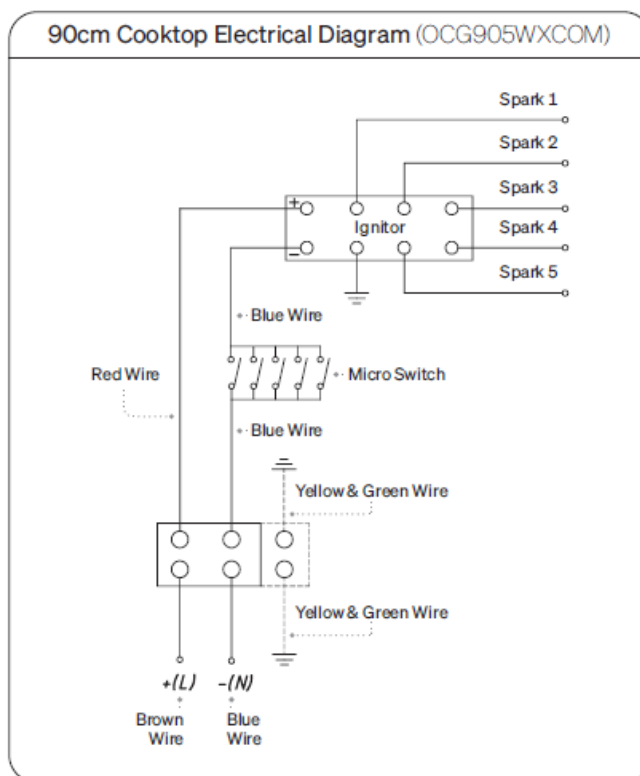 90cm Cooktop Electrical Diagram (OCG905WXCOM)
Spark 1
Spark 2
Spark 3
Spark 4
Spark 5
+
Ignitor
–
Blue Wire
Red Wire
Micro Switch
Blue Wire
Yellow & Green Wire
Yellow & Green Wire
+(L)
–(N)
Brown
Wire
Blue
Wire